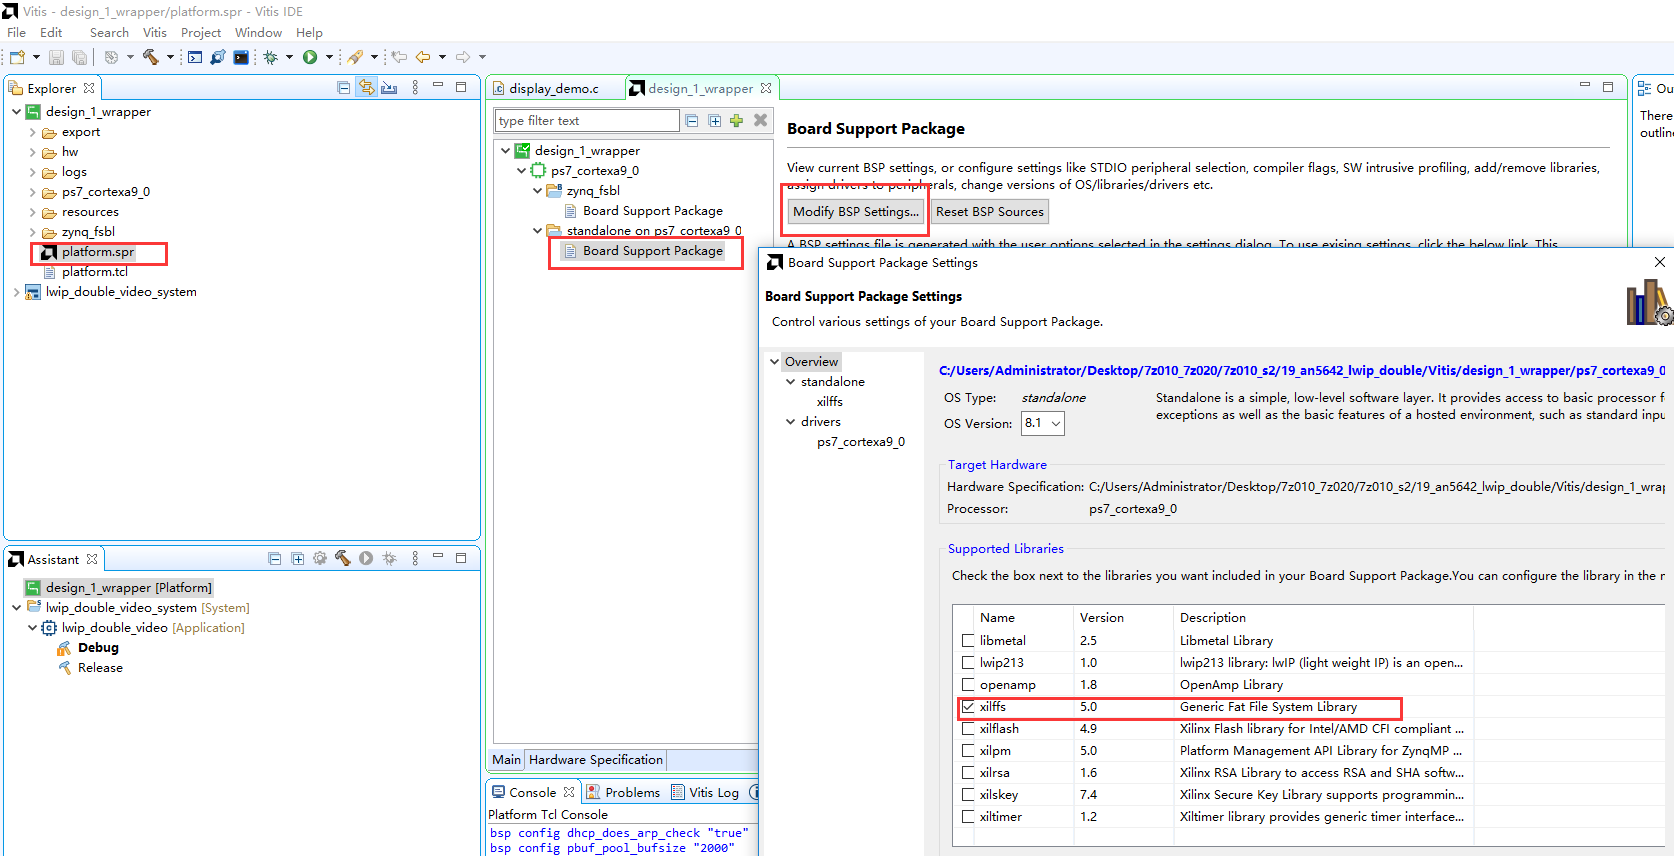 Vitis - design_1_wrapper/platform.spr - Vitis IDE
File Edit Search Vitis Project Window Help
Explorer
design_1_wrapper
export
hw
logs
ps7_cortexa9_0
resources
zynq_fsbl
platform.spr
platform.tcl
lwip_double_video_system
Assistant
design_1_wrapper [Platform]
lwip_double_video_system [System]
lwip_double_video [Application]
Debug
Release
display_demo.c
design_1_wrapper
type filter text
design_1_wrapper
ps7_cortexa9_0
zynq_fsbl
Board Support Package
standalone on ps7_cortexa9_0
Board Support Package
Main
Hardware Specification
Console
Problems
Vitis Log
Platform Tcl Console
bsp config dhcp_does_arp_check "true"
bsp config pbuf_pool_bufsize "2000"
Board Support Package
View current BSP settings, or configure settings like STDIO peripheral selection, compiler flags, SW intrusive profiling, add/remove libraries,
assign drivers to peripherals, change versions of OS/libraries/drivers etc.
Modify BSP Settings...
Reset BSP Sources
A BSP settings file is generated with the user options selected in the settings dialog. To use exising settings, click the below link. This
Ou
There
outline
Board Support Package Settings
Board Support Package Settings
Control various settings of your Board Support Package.
Overview
standalone
xilffs
drivers
ps7_cortexa9_0
C:/Users/Administrator/Desktop/7z010_7z020/7z010_s2/19_an5642_lwip_double/Vitis/design_1_wrapper/ps7_cortexa9_0
OS Type: standalone
Standalone is a simple, low-level software layer. It provides access to basic processor fe
exceptions as well as the basic features of a hosted environment, such as standard inpu
OS Version: 8.1
Target Hardware
Hardware Specification: C:/Users/Administrator/Desktop/7z010_7z020/7z010_s2/19_an5642_lwip_double/Vitis/design_1_wrap
Processor: ps7_cortexa9_0
Supported Libraries
Check the box next to the libraries you want included in your Board Support Package.You can configure the library in the n
Name Version Description
libmetal 2.5 Libmetal Library
lwip213 1.0 lwip213 library: lwIP (light weight IP) is an open...
openamp 1.8 OpenAmp Library
xilffs 5.0 Generic Fat File System Library
xilflash 4.9 Xilinx Flash library for Intel/AMD CFI compliant ...
xilpm 5.0 Platform Management API Library for ZynqMP ...
xilrsa 1.6 Xilinx RSA Library to access RSA and SHA softw...
xilskey 7.4 Xilinx Secure Key Library supports programmin...
xiltimer 1.2 Xiltimer library provides generic timer interface...